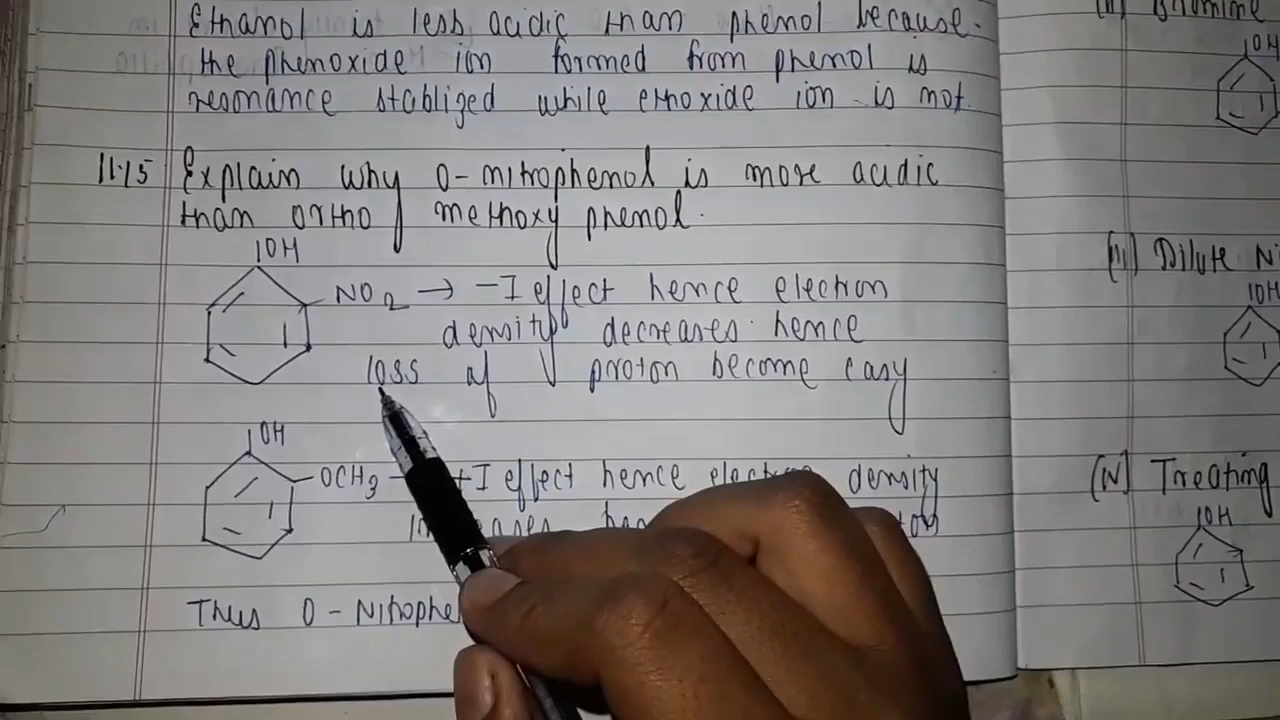 Ethanol is less acidic than phenol because
the phenoxide ion formed from phenol is
resonance stablized while ethoxide ion is not.
11.15 Explain why O-nitrophenol is more acidic
than ortho methoxy phenol.
OH
NO2 → -I effect hence electron
density decreases hence
loss of proton become easy
OH
OCH3 +I effect hence density
Thus O-
(ii)
OH
(iii) Dilute
OH
(iv) Treating
OH